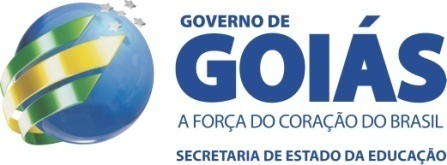 GOVERNO DE
GOIÁS
A FORÇA DO CORAÇÃO DO BRASIL
SECRETARIA DE ESTADO DA EDUCAÇÃO